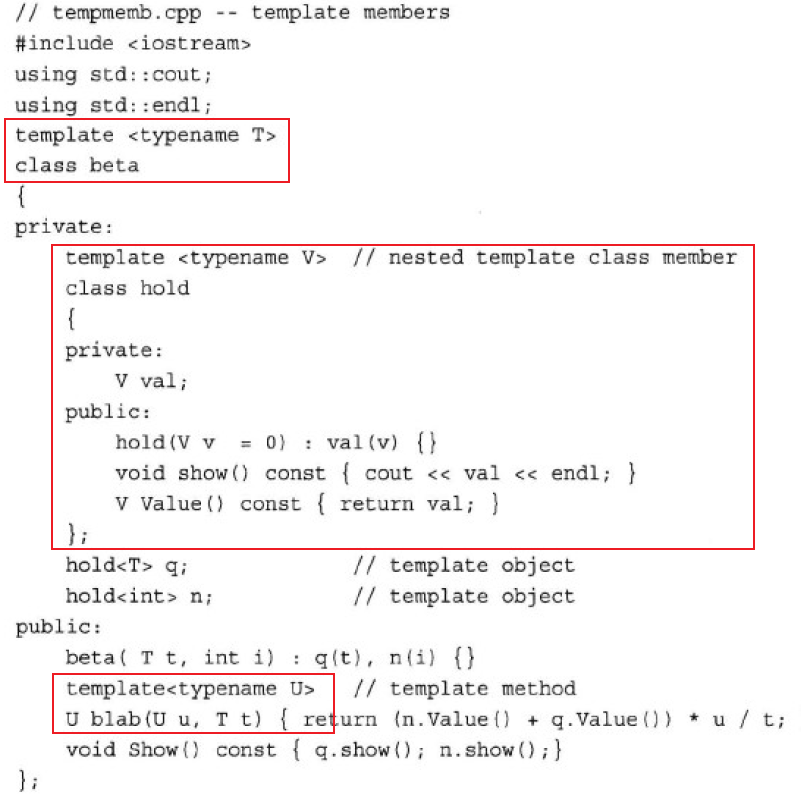 // tempmemb.cpp -- template members
#include <iostream>
using std::cout;
using std::endl;
template <typename T>
class beta
{
private:
    template <typename V>  // nested template class member
    class hold
    {
    private:
        V val;
    public:
        hold(V v  = 0) : val(v) {}
        void show() const { cout << val << endl; }
        V Value() const { return val; }
    };
    hold<T> q;             // template object
    hold<int> n;           // template object
public:
    beta( T t, int i) : q(t), n(i) {}
    template<typename U>   // template method
    U blab(U u, T t) { return (n.Value() + q.Value()) * u / t; 
    void Show() const { q.show(); n.show();}
};